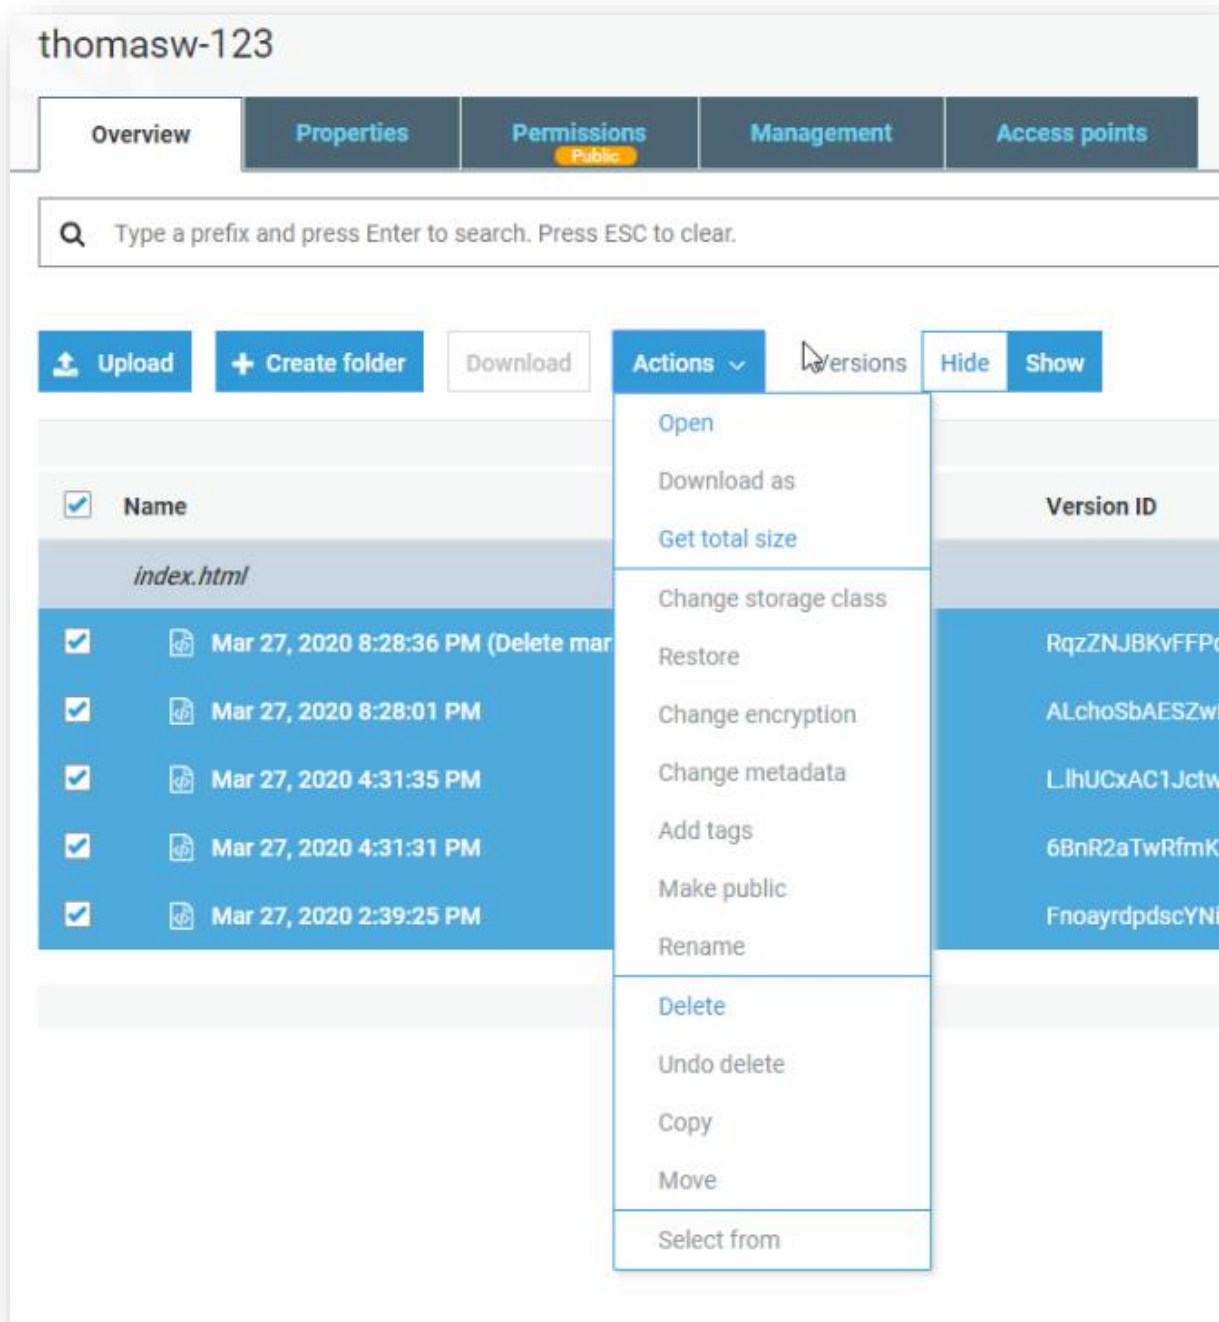 thomasw-123
Overview Properties Permissions Management Access points
Public
Type a prefix and press Enter to search. Press ESC to clear.
Upload Create folder Download Actions Versions Hide Show
Open
Download as
Get total size
Name Version ID
index.html
Change storage class
Mar 27, 2020 8:28:36 PM (Delete mar RqzZNJBKvFFPc
Restore
Mar 27, 2020 8:28:01 PM ALchoSbAESZw
Change encryption
Mar 27, 2020 4:31:35 PM Change metadata L.lhUCxAC1Jctw
Add tags
Mar 27, 2020 4:31:31 PM 6BnR2aTwRfmK
Make public
Mar 27, 2020 2:39:25 PM FnoayrdpdscYNi
Rename
Delete
Undo delete
Copy
Move
Select from